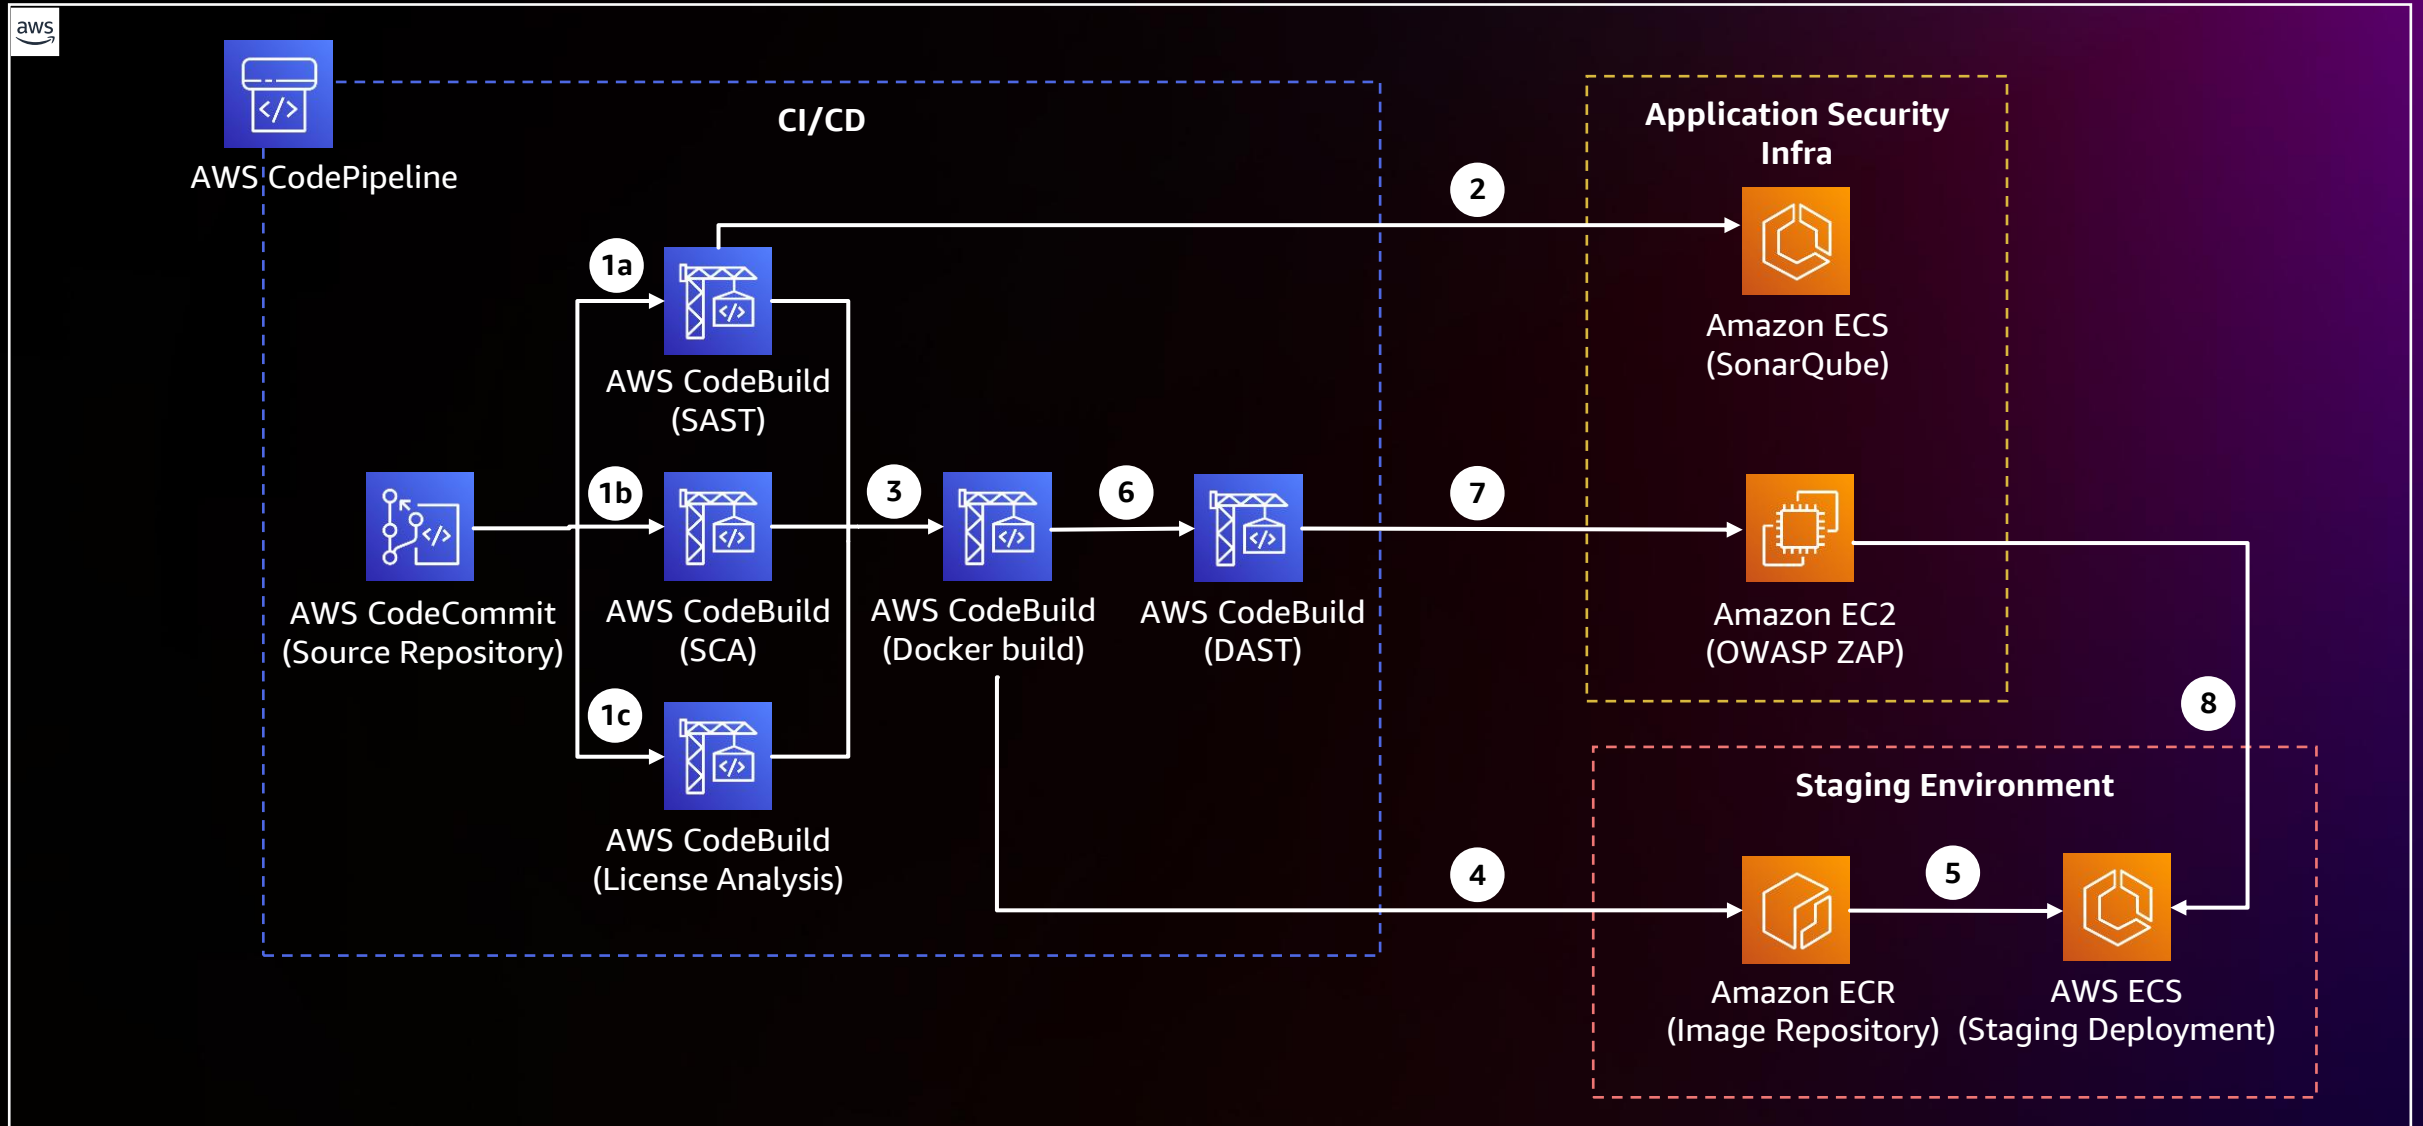 aws
AWS CodePipeline
CI/CD
Application Security
Infra
2
1a
</>
AWS CodeBuild
(SAST)
Amazon ECS
(SonarQube)
1b
3
6
7
AWS CodeCommit
(Source Repository)
AWS CodeBuild
(SCA)
AWS CodeBuild
(Docker build)
AWS CodeBuild
(DAST)
Amazon EC2
(OWASP ZAP)
1c
8
AWS CodeBuild
(License Analysis)
Staging Environment
4
5
Amazon ECR
(Image Repository)
AWS ECS
(Staging Deployment)